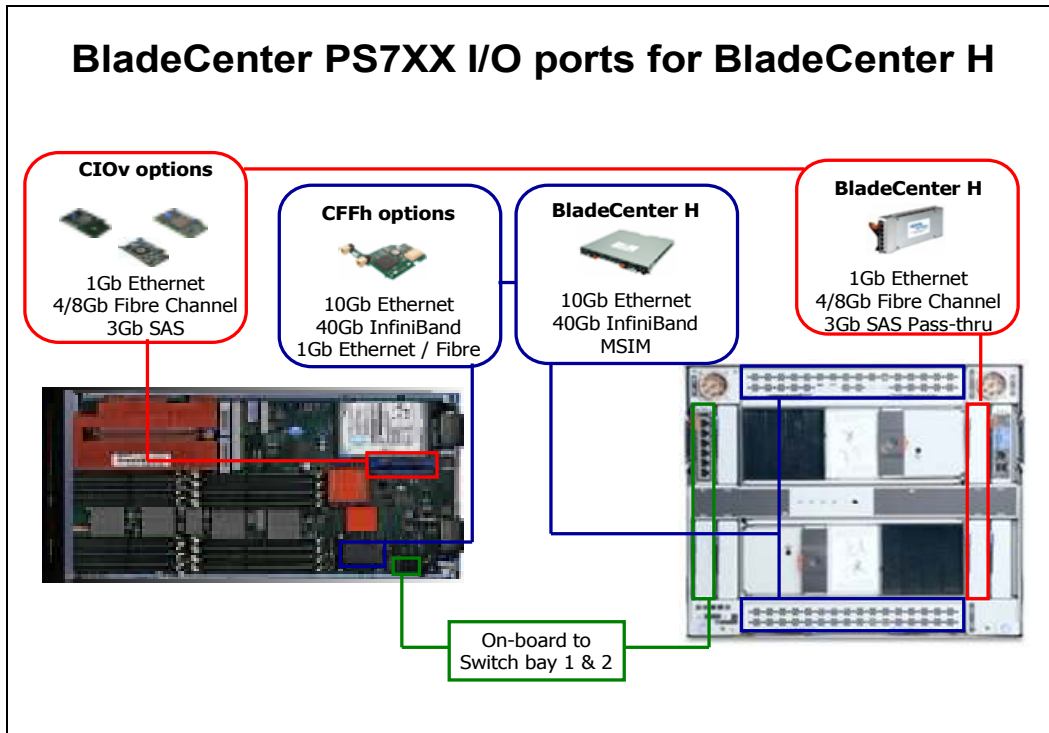 BladeCenter PS7XX I/O ports for BladeCenter H
CIOv options
1Gb Ethernet
4/8Gb Fibre Channel
3Gb SAS
CFFh options
10Gb Ethernet
40Gb InfiniBand
1Gb Ethernet / Fibre
BladeCenter H
10Gb Ethernet
40Gb InfiniBand
MSIM
BladeCenter H
1Gb Ethernet
4/8Gb Fibre Channel
3Gb SAS Pass-thru
On-board to
Switch bay 1 & 2